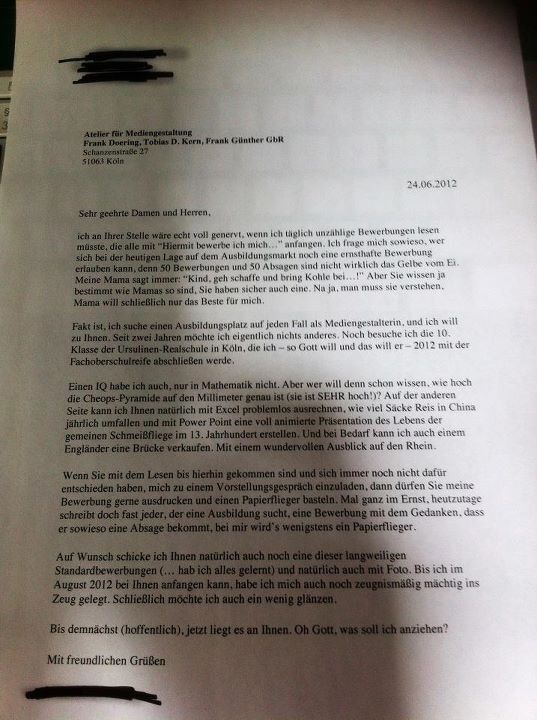 Atelier für Mediengestaltung
Frank Doering, Tobias D. Kern, Frank Günther GbR
Schanzenstraße 27
51063 Köln
24.06.2012
Sehr geehrte Damen und Herren,
ich an Ihrer Stelle wäre echt voll genervt, wenn ich täglich unzählige Bewerbungen lesen
müsste, die alle mit “Hiermit bewerbe ich mich…” anfangen. Ich frage mich sowieso, wer
sich bei der heutigen Lage auf dem Ausbildungsmarkt noch eine ernsthafte Bewerbung
erlauben kann, denn 50 Bewerbungen und 50 Absagen sind nicht wirklich das Gelbe vom Ei.
Meine Mama sagt immer: “Kind, geh schaffe und bring Kohle bei…!” Aber Sie wissen ja
bestimmt wie Mamas so sind, Sie haben sicher auch eine. Na ja, man muss sie verstehen,
Mama will schließlich nur das Beste für mich.
Fakt ist, ich suche einen Ausbildungsplatz auf jeden Fall als Mediengestalterin, und ich will
zu Ihnen. Seit zwei Jahren möchte ich eigentlich nichts anderes. Noch besuche ich die 10.
Klasse der Ursulinen-Realschule in Köln, die ich – so Gott will und das will er – 2012 mit der
Fachoberschulreife abschließen werde.
Einen IQ habe ich auch, nur in Mathematik nicht. Aber wer will denn schon wissen, wie hoch
die Cheops-Pyramide auf den Millimeter genau ist (sie ist SEHR hoch!)? Auf der anderen
Seite kann ich Ihnen natürlich mit Excel problemlos ausrechnen, wie viel Säcke Reis in China
jährlich umfallen und mit Power Point eine voll animierte Präsentation des Lebens der
gemeinen Schmeißfliege im 13. Jahrhundert erstellen. Und bei Bedarf kann ich auch einem
Engländer eine Brücke verkaufen. Mit einem wundervollen Ausblick auf den Rhein.
Wenn Sie mit dem Lesen bis hierhin gekommen sind und sich immer noch nicht dafür
entschieden haben, mich zu einem Vorstellungsgespräch einzuladen, dann dürfen Sie meine
Bewerbung gerne ausdrucken und einen Papierflieger basteln. Mal ganz im Ernst, heutzutage
schreibt doch fast jeder, der eine Ausbildung sucht, eine Bewerbung mit dem Gedanken, dass
er sowieso eine Absage bekommt, bei mir wird’s wenigstens ein Papierflieger.
Auf Wunsch schicke ich Ihnen natürlich auch noch eine dieser langweiligen
Standardbewerbungen (… hab ich alles gelernt) und natürlich auch mit Foto. Bis ich im
August 2012 bei Ihnen anfangen kann, habe ich mich auch noch zeugnismäßig mächtig ins
Zeug gelegt. Schließlich möchte ich auch ein wenig glänzen.
Bis demnächst (hoffentlich), jetzt liegt es an Ihnen. Oh Gott, was soll ich anziehen?
Mit freundlichen Grüßen